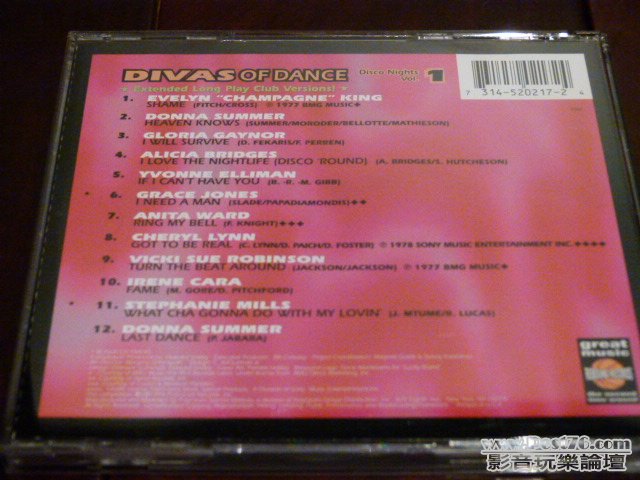 DIVAS OF DANCE Disco Nights Vol. 1
★ Extended Long Play Club Versions! ★
7 314-520217-2 4
1. EVELYN "CHAMPAGNE" KING
SHAME (FITCH/CROSS) ℗ 1977 BMG MUSIC✦
2. DONNA SUMMER
HEAVEN KNOWS (SUMMER/MORODER/BELLOTTE/MATHIESON)
3. GLORIA GAYNOR
I WILL SURVIVE (D. FEKARIS/F. PERREN)
4. ALICIA BRIDGES
I LOVE THE NIGHTLIFE (DISCO 'ROUND) (A. BRIDGES/S. HUTCHESON)
5. YVONNE ELLIMAN
IF I CAN'T HAVE YOU (B. -R. -M. GIBB)
6. GRACE JONES
I NEED A MAN (SLADE/PAPADIAMONDIS)✦✦
7. ANITA WARD
RING MY BELL (F. KNIGHT)✦✦✦
8. CHERYL LYNN
GOT TO BE REAL (C. LYNN/D. PAICH/D. FOSTER) ℗ 1978 SONY MUSIC ENTERTAINMENT INC. ✦✦✦✦
9. VICKI SUE ROBINSON
TURN THE BEAT AROUND (JACKSON/JACKSON) ℗ 1977 BMG MUSIC✦
10. IRENE CARA
FAME (M. GORE/D. PITCHFORD)
11. STEPHANIE MILLS
WHAT CHA GONNA DO WITH MY LOVIN' (J. MTUME/R. LUCAS)
12. DONNA SUMMER
LAST DANCE (P. JABARA)
great music
www.Post76.com
影音玩樂論壇